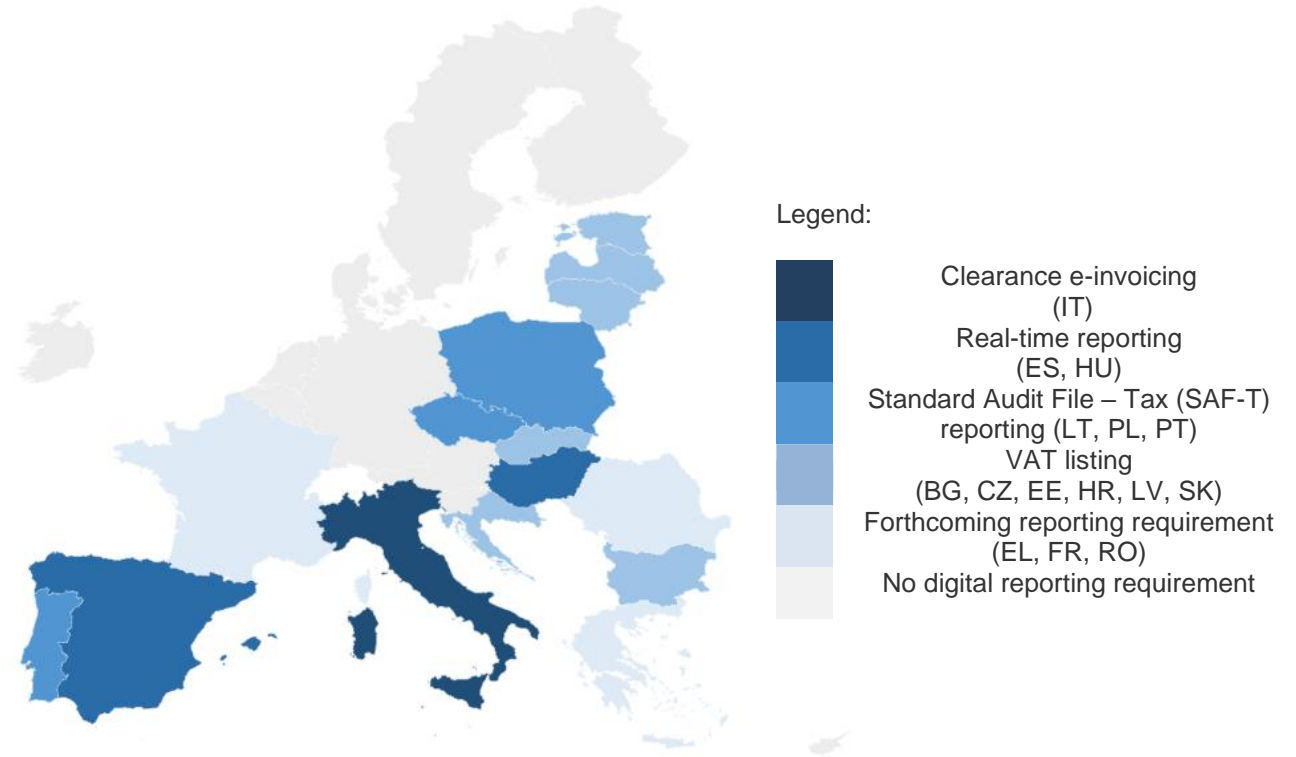 Legend:
Clearance e-invoicing
(IT)
Real-time reporting
(ES, HU)
Standard Audit File – Tax (SAF-T)
reporting (LT, PL, PT)
VAT listing
(BG, CZ, EE, HR, LV, SK)
Forthcoming reporting requirement
(EL, FR, RO)
No digital reporting requirement